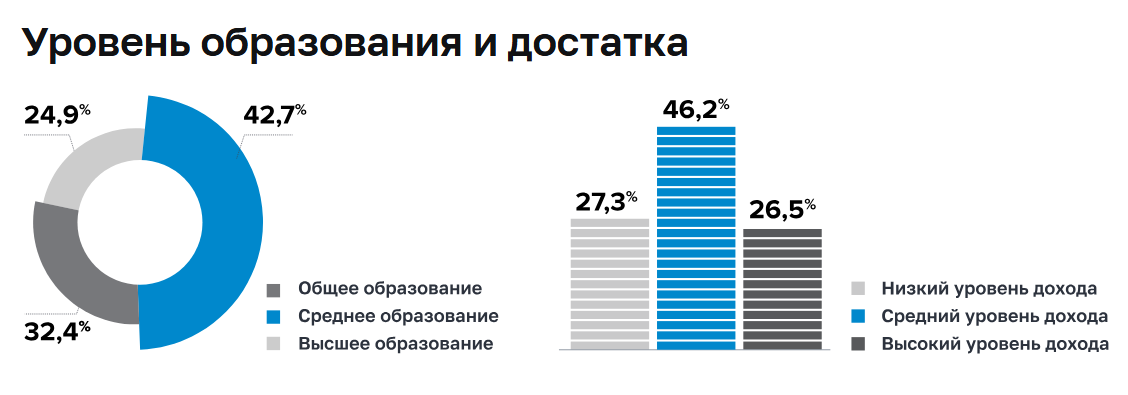 Уровень образования и достатка
24,9%
42,7%
32,4%
Общее образование
Среднее образование
Высшее образование
27,3%
46,2%
26,5%
Низкий уровень дохода
Средний уровень дохода
Высокий уровень дохода